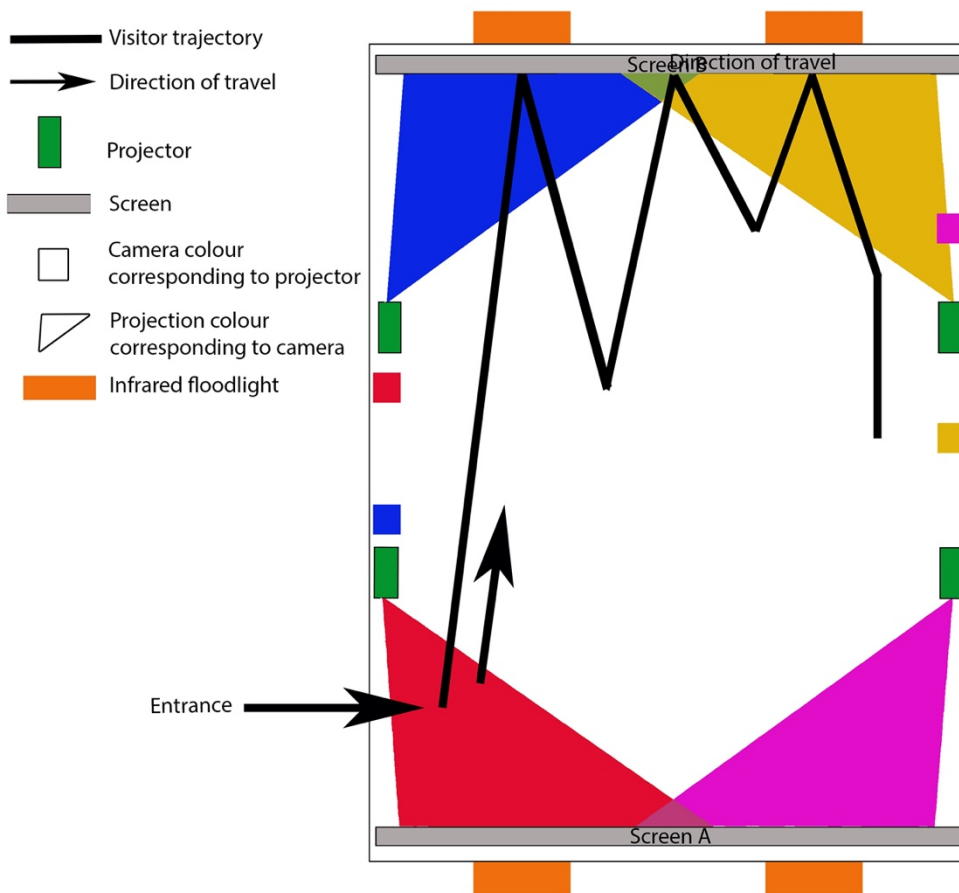 Visitor trajectory
Direction of travel
Projector
Screen
Camera colour
corresponding to projector
Projection colour
corresponding to camera
Infrared floodlight
Screen B
Direction of travel
Entrance
Screen A